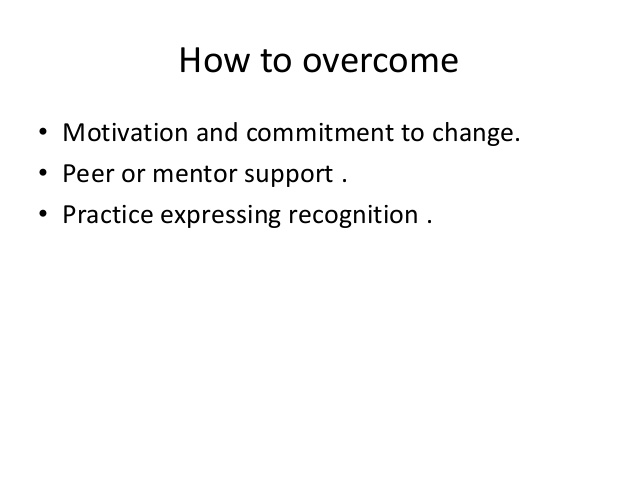 How to overcome
• Motivation and commitment to change.
• Peer or mentor support .
• Practice expressing recognition .